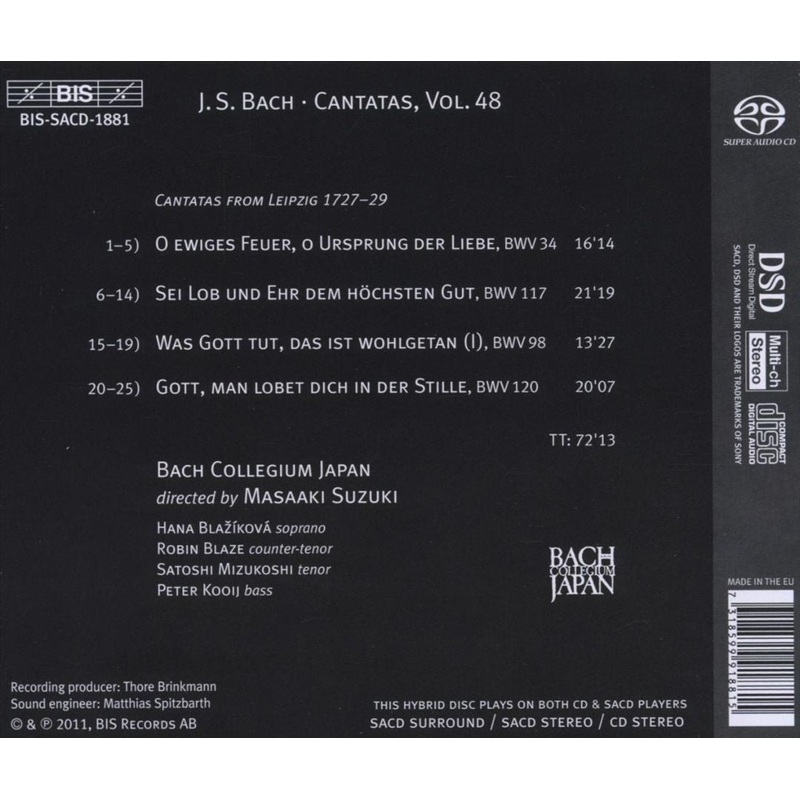 BIS
BIS-SACD-1881
J. S. Bach · Cantatas, Vol. 48
SUPER AUDIO CD
Cantatas from Leipzig 1727–29
1–5) O ewiges Feuer, o Ursprung der Liebe, BWV 34 16'14
6–14) Sei Lob und Ehr dem höchsten Gut, BWV 117 21'19
15–19) Was Gott tut, das ist wohlgetan (I), BWV 98 13'27
20–25) Gott, man lobet dich in der Stille, BWV 120 20'07
TT: 72'13
Bach Collegium Japan
directed by Masaaki Suzuki
Hana Blažíková soprano
Robin Blaze counter-tenor
Satoshi Mizukoshi tenor
Peter Kooij bass
BACH
COLLEGIUM
JAPAN
Recording producer: Thore Brinkmann
Sound engineer: Matthias Spitzbarth
© & ℗ 2011, BIS Records AB
THIS HYBRID DISC PLAYS ON BOTH CD & SACD PLAYERS
SACD SURROUND / SACD STEREO / CD STEREO
DSD
Direct Stream Digital
Multi-ch
Stereo
COMPACT
disc
DIGITAL AUDIO
SACD, DSD AND THEIR LOGOS ARE TRADEMARKS OF SONY
MADE IN THE EU
7 318599 918815